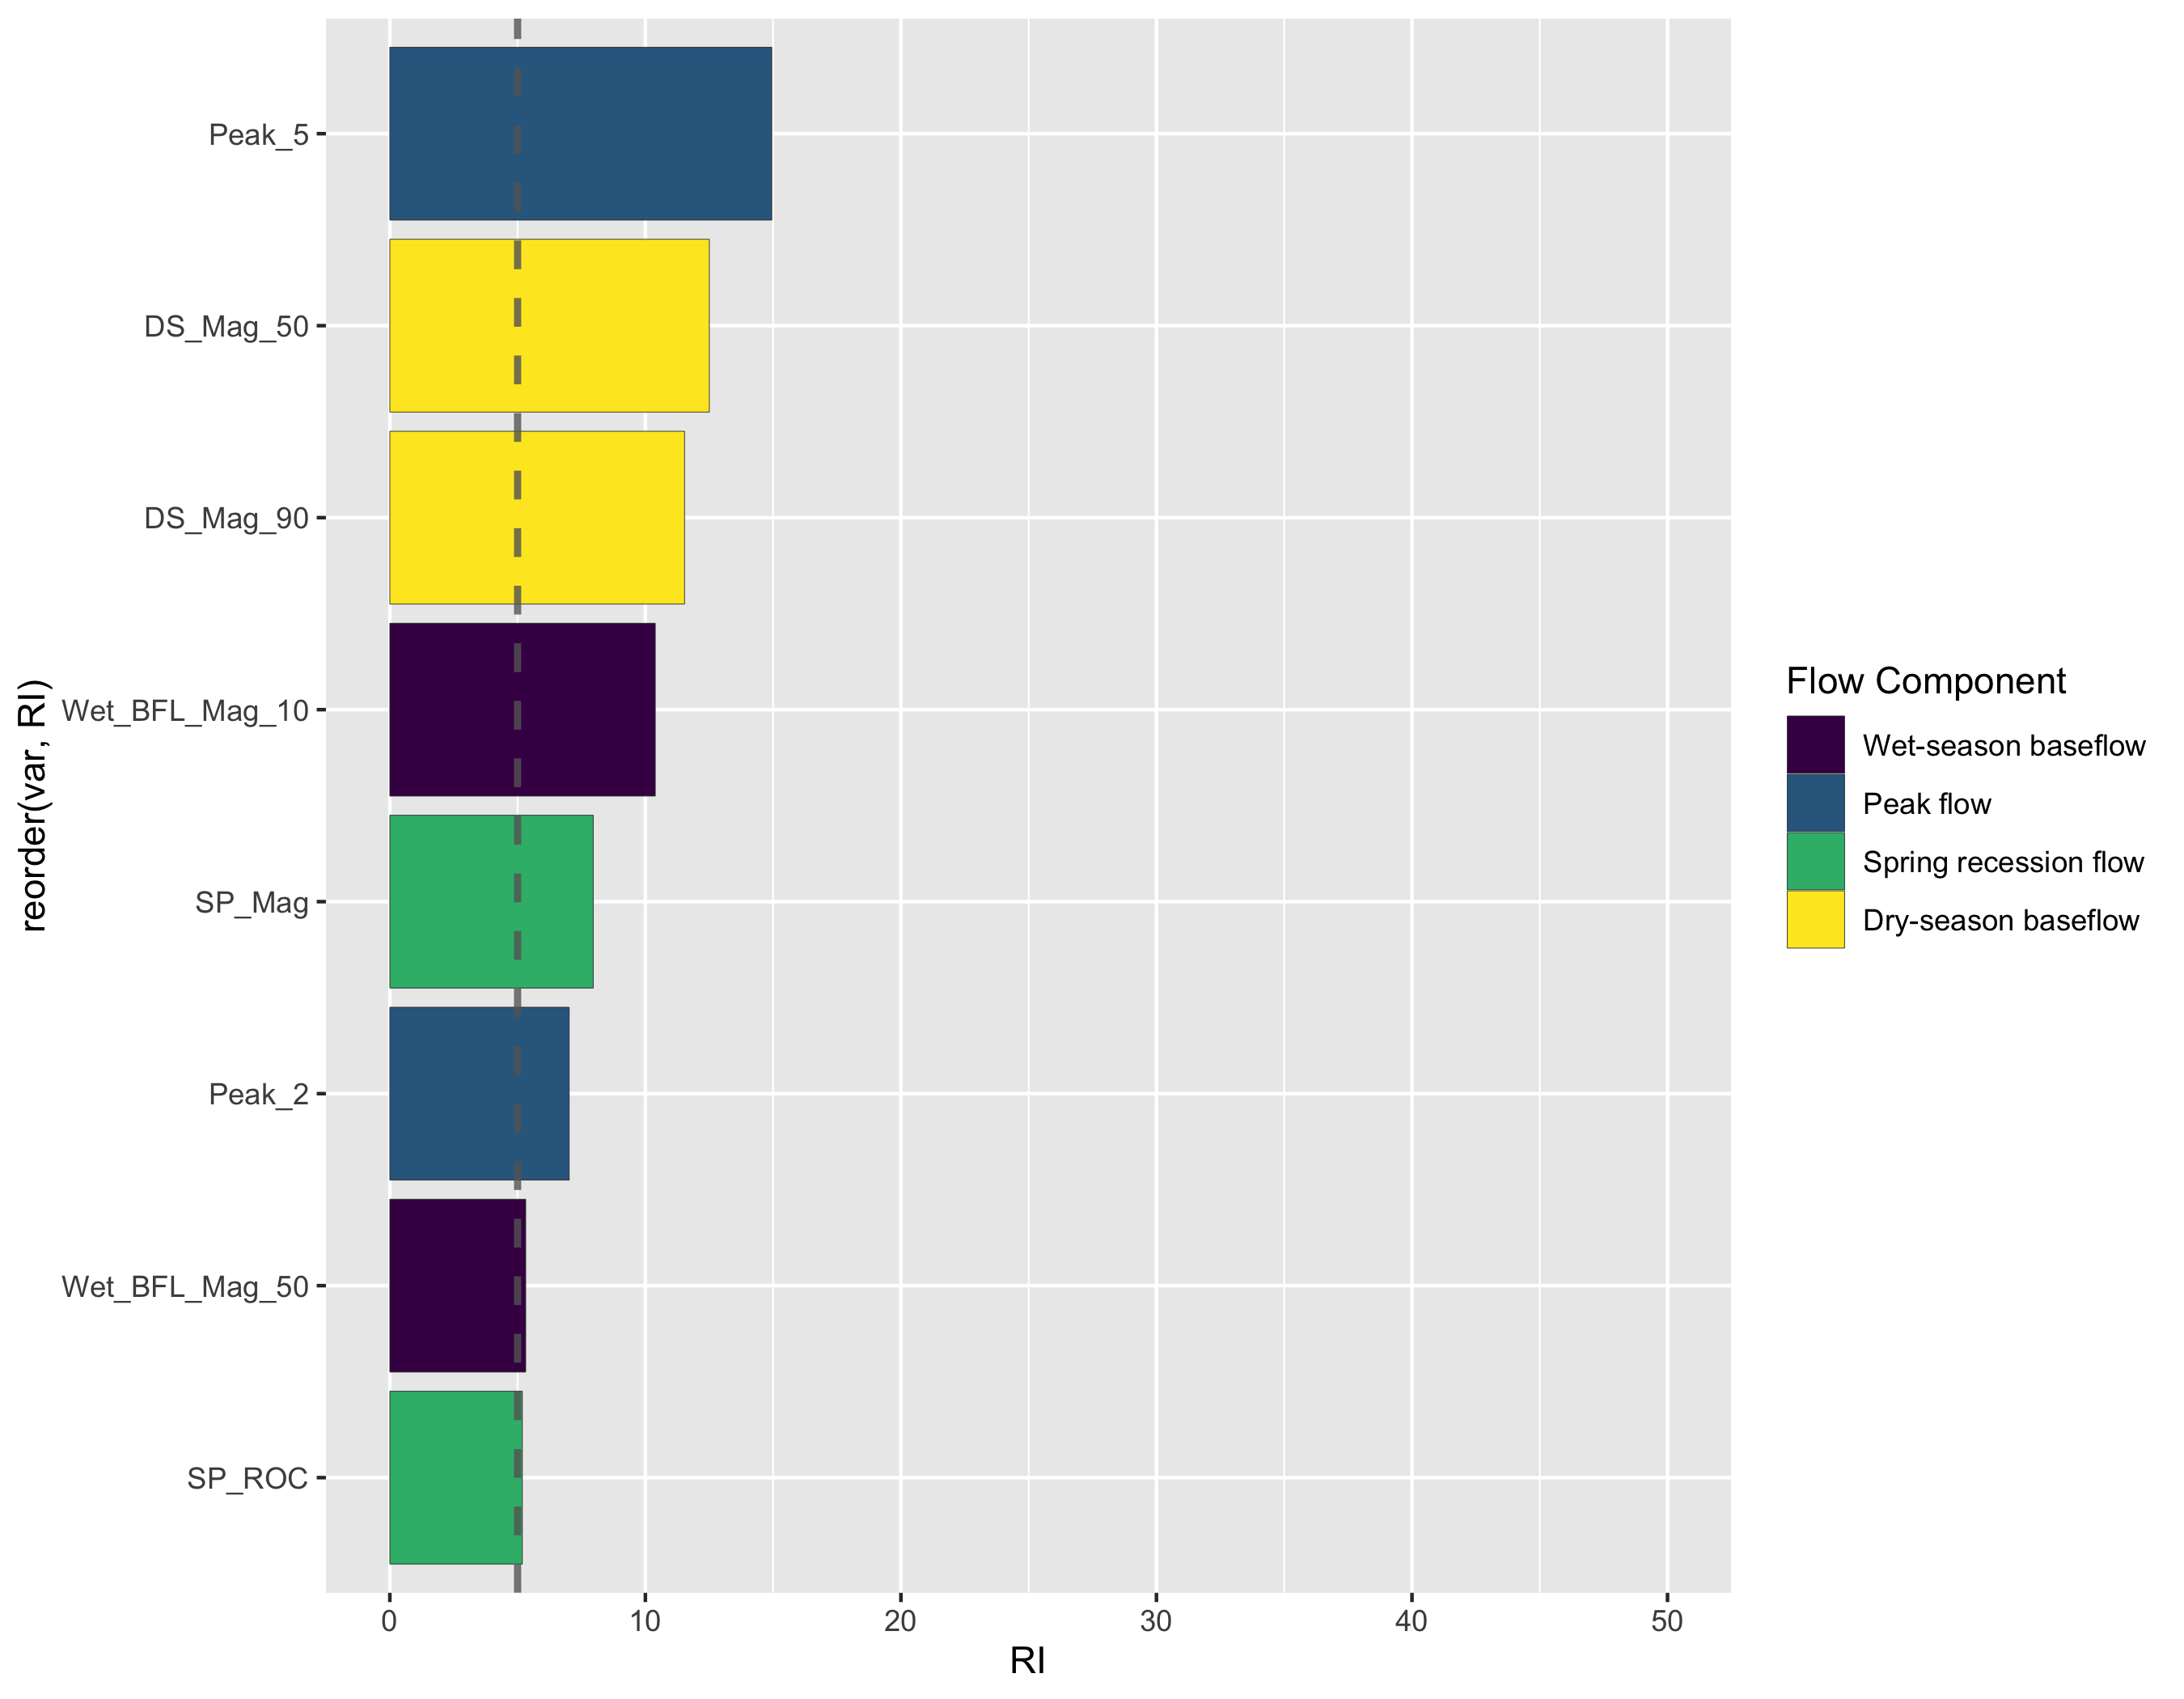 Peak_5
DS_Mag_50
DS_Mag_90
Wet_BFL_Mag_10
SP_Mag
Peak_2
Wet_BFL_Mag_50
SP_ROC
reorder(var, RI)
0 10 20 30 40 50
RI
Flow Component
Wet-season baseflow
Peak flow
Spring recession flow
Dry-season baseflow